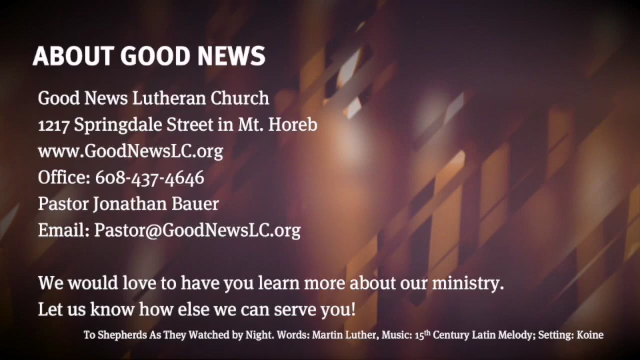 ABOUT GOOD NEWS
Good News Lutheran Church
1217 Springdale Street in Mt. Horeb
www.GoodNewsLC.org
Office: 608-437-4646
Pastor Jonathan Bauer
Email: Pastor@GoodNewsLC.org
We would love to have you learn more about our ministry.
Let us know how else we can serve you!
To Shepherds As They Watched by Night. Words: Martin Luther, Music: 15th Century Latin Melody; Setting: Koine